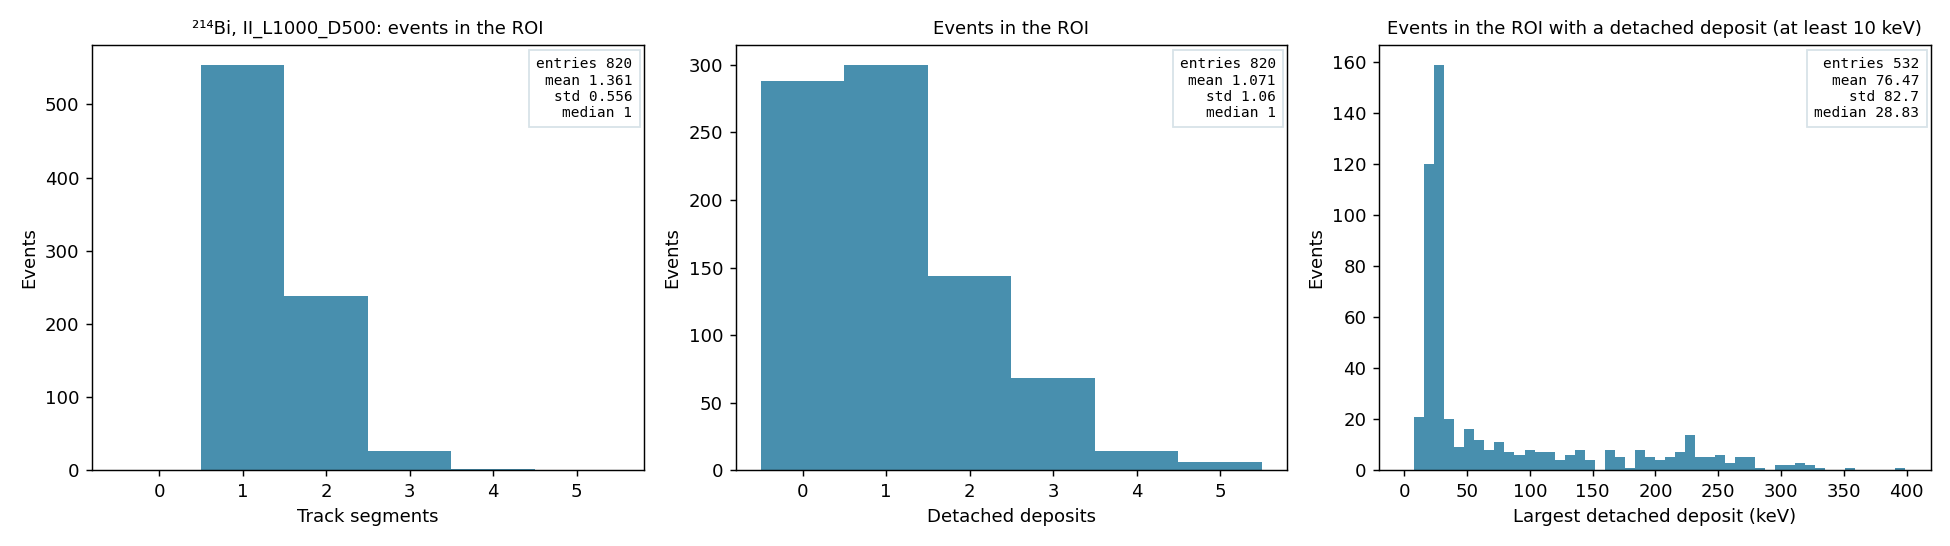 ²¹⁴Bi, II_L1000_D500: events in the ROI
entries 820
mean 1.361
std 0.556
median 1
500
400
300
200
100
0
Events
0 1 2 3 4 5
Track segments
Events in the ROI
entries 820
mean 1.071
std 1.06
median 1
300
250
200
150
100
50
0
Events
0 1 2 3 4 5
Detached deposits
Events in the ROI with a detached deposit (at least 10 keV)
entries 532
mean 76.47
std 82.7
median 28.83
160
140
120
100
80
60
40
20
0
Events
0 50 100 150 200 250 300 350 400
Largest detached deposit (keV)